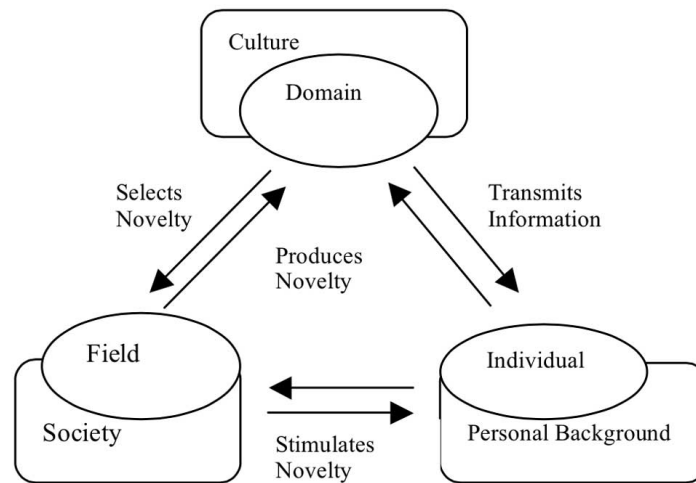 Culture
Domain
Selects
Novelty
Transmits
Information
Produces
Novelty
Field
Individual
Society
Personal Background
Stimulates
Novelty